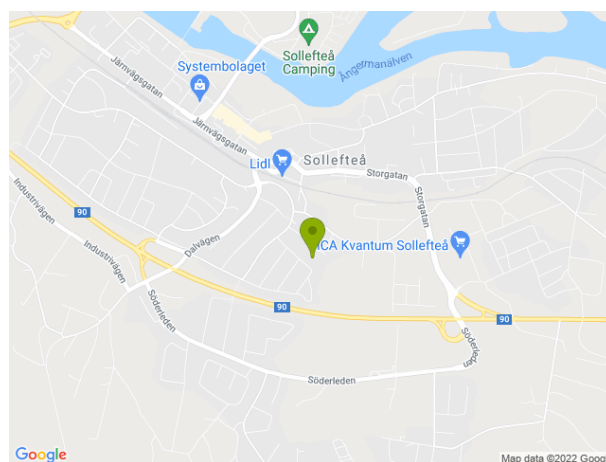 Sollefteå
Camping
Ångermanälven
Systembolaget
Järnvägsgatan
Järnvägsgatan
Lidl
Sollefteå
Storgatan
Storgatan
90
Industrivägen
Industrivägen
Dalvägen
ICA Kvantum Sollefteå
Söderleden
90
90
Söderleden
Söderleden
Google
Map data ©2022 Goog